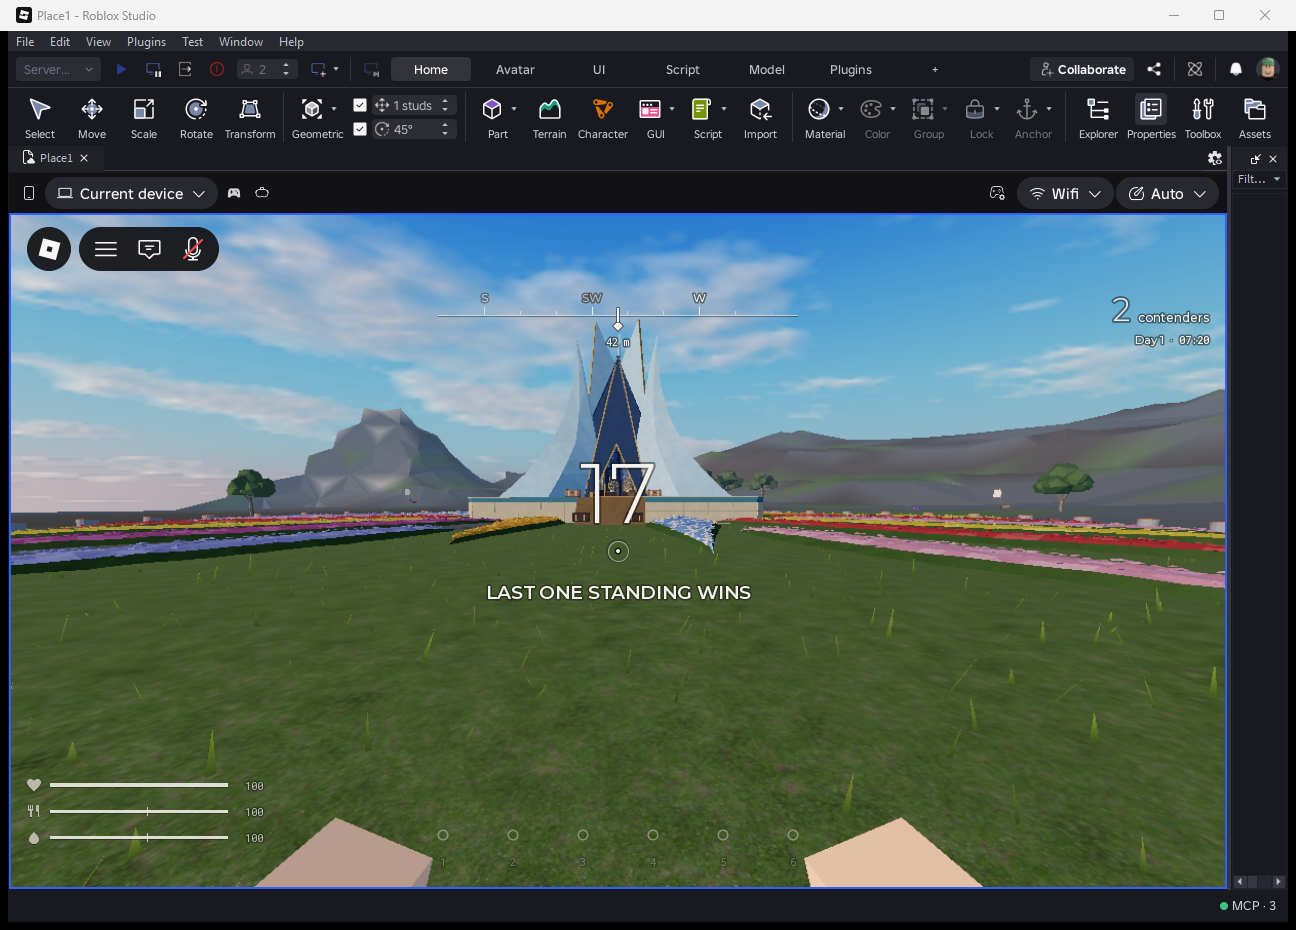 Place1 - Roblox Studio
File Edit View Plugins Test Window Help
Server... 2 Home Avatar UI Script Model Plugins + Collaborate
1 studs
45°
Select Move Scale Rotate Transform Geometric Part Terrain Character GUI Script Import Material Color Group Lock Anchor Explorer Properties Toolbox Assets
Place1
Filt...
Current device Wifi Auto
S SW W
42 m
2 contenders
Day1 · 07:20
17
LAST ONE STANDING WINS
100
100
100
1 2 3 4 5 6
MCP · 3